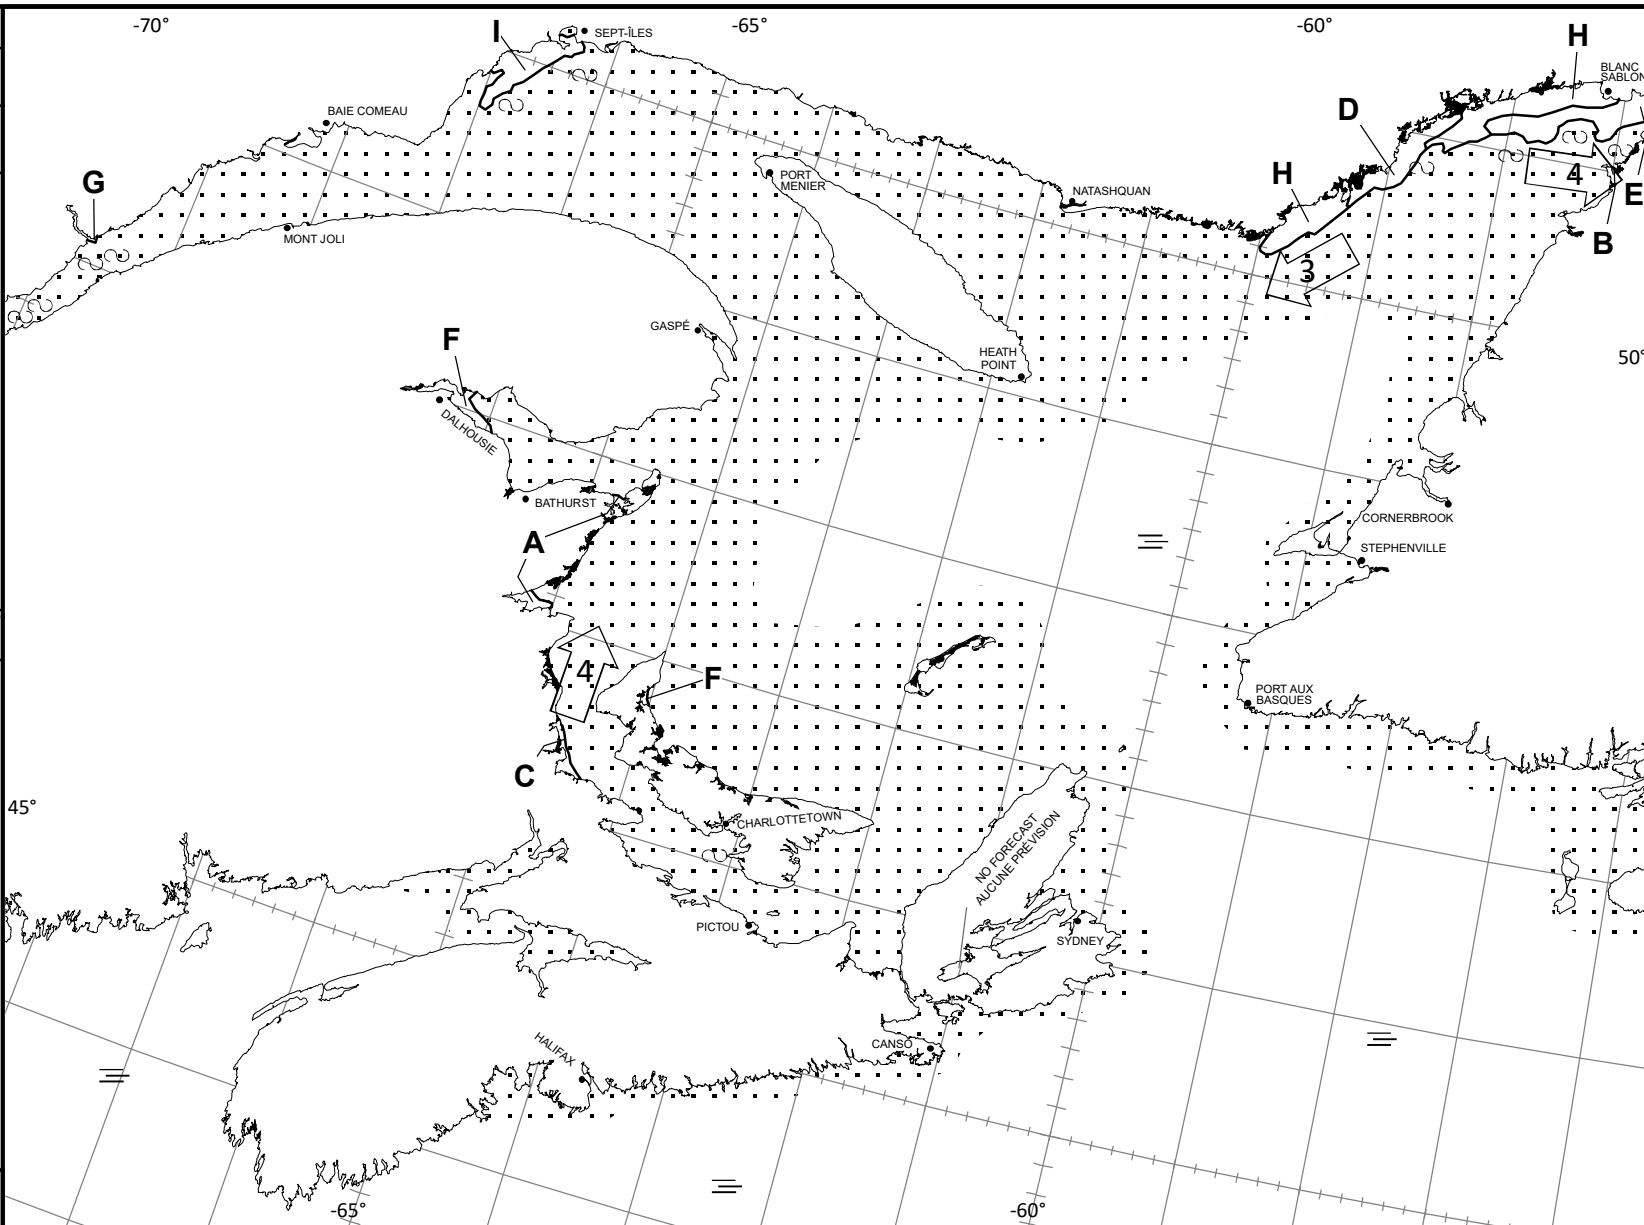 -70°
-65°
-60°
I
SEPT-ÎLES
H
BLANC
SABLON
BAIE COMEAU
D
G
PORT
MENIER
NATASHQUAN
H
4
E
MONT JOLI
B
3
GASPÉ
F
HEATH
POINT
50°
DALHOUSIE
BATHURST
CORNERBROOK
A
STEPHENVILLE
4
F
PORT AUX
BASQUES
C
45°
CHARLOTTETOWN
NO FORECAST
AUCUNE PRÉVISION
PICTOU
SYDNEY
HALIFAX
CANSO
-65°
-60°